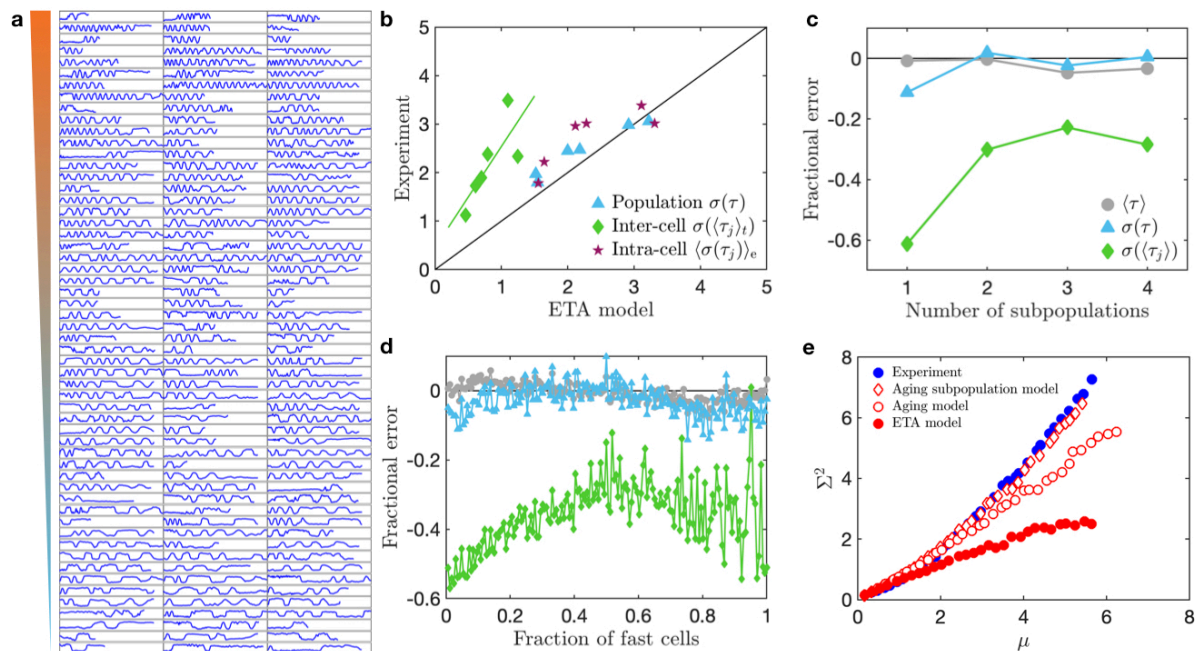 a
b
5
4
3
2
1
0
0
1
2
3
4
5
Experiment
ETA model
Population σ(τ)
Inter-cell σ(⟨τⱼ⟩ₜ)
Intra-cell ⟨σ(τⱼ)⟩ₑ
c
0
-0.2
-0.4
-0.6
1
2
3
4
Fractional error
Number of subpopulations
⟨τ⟩
σ(τ)
σ(⟨τⱼ⟩)
d
0
-0.2
-0.4
-0.6
0
0.2
0.4
0.6
0.8
1
Fractional error
Fraction of fast cells
e
8
6
4
2
0
0
2
4
6
8
Σ²
μ
Experiment
Aging subpopulation model
Aging model
ETA model